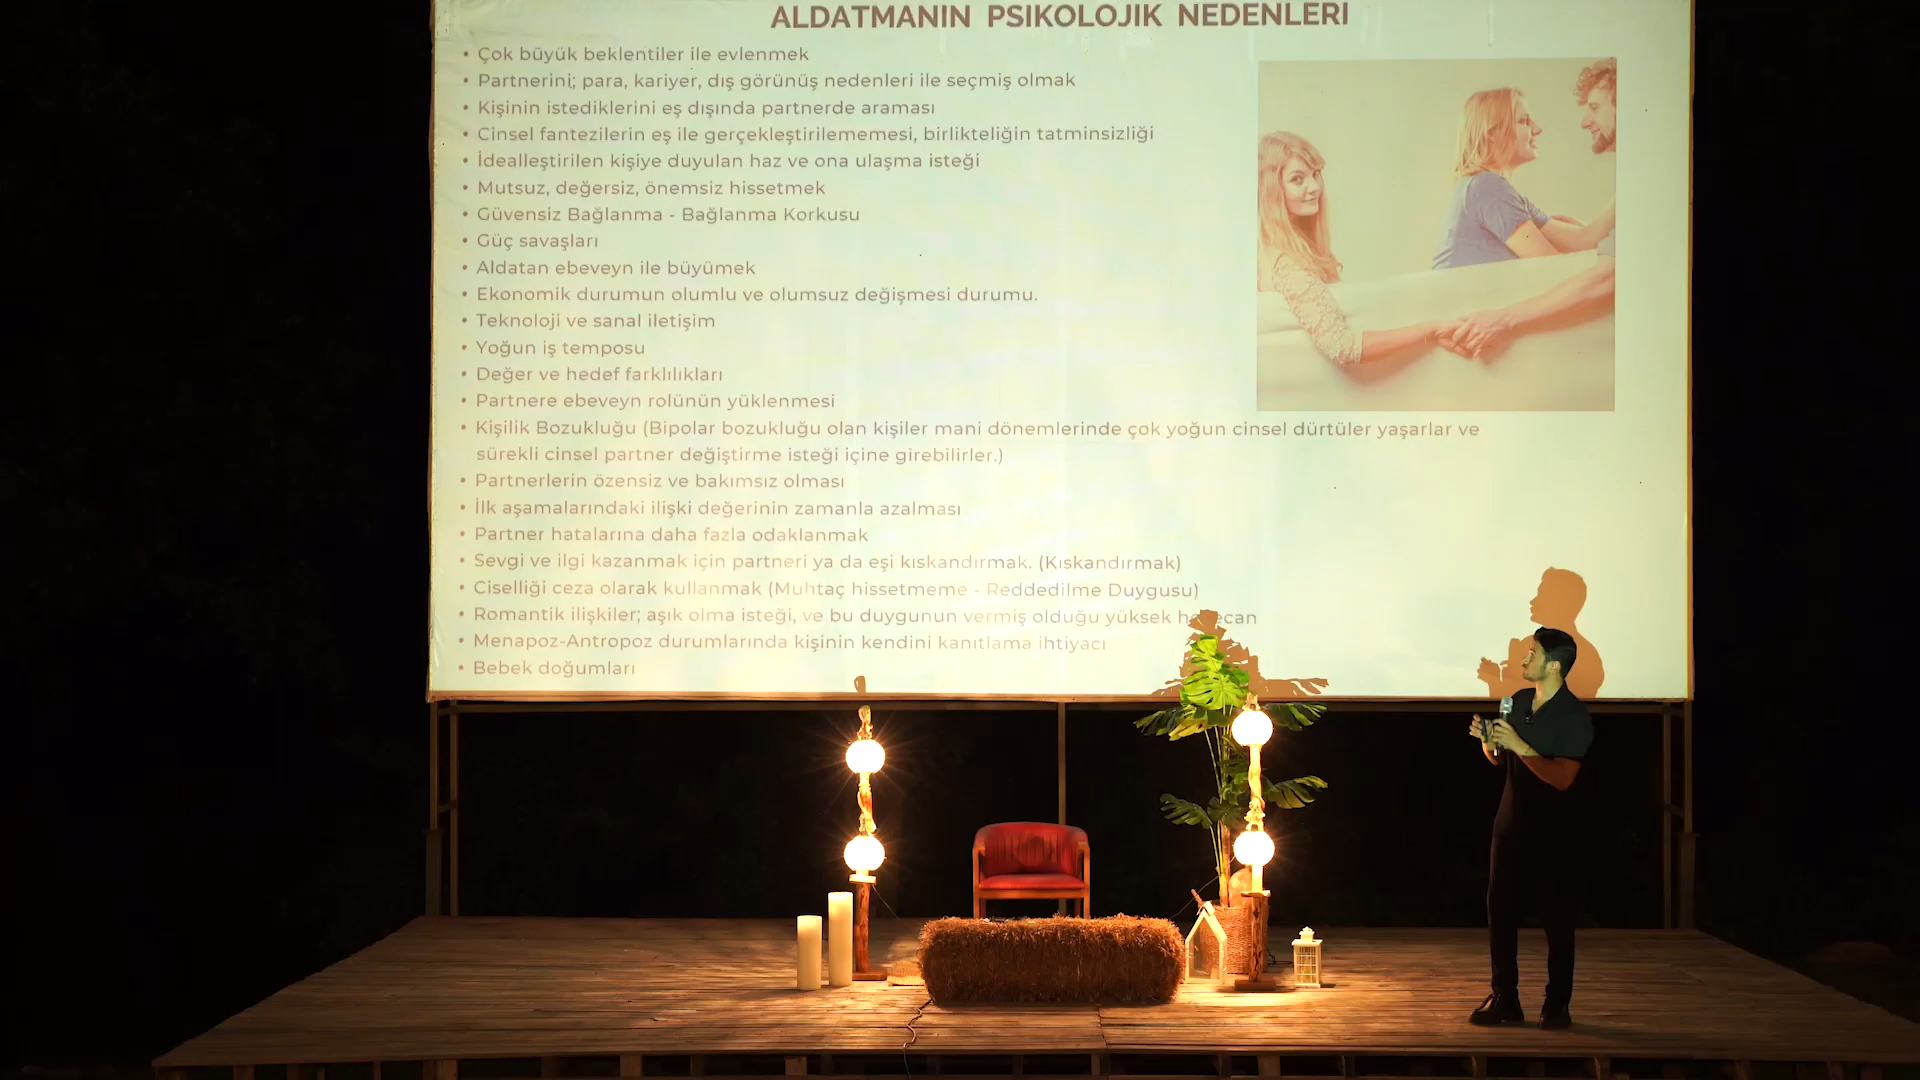 ALDATMANIN PSIKOLOJIK NEDENLERI
• Çok büyük beklentiler ile evlenmek
• Partnerini; para, kariyer, dış görünüş nedenleri ile seçmiş olmak
• Kişinin istediklerini eş dışında partnerde araması
• Cinsel fantezilerin eş ile gerçekleştirilememesi, birlikteliğin tatminsizliği
• İdealleştirilen kişiye duyulan haz ve ona ulaşma isteği
• Mutsuz, değersiz, önemsiz hissetmek
• Güvensiz Bağlanma - Bağlanma Korkusu
• Güç savaşları
• Aldatan ebeveyn ile büyümek
• Ekonomik durumun olumlu ve olumsuz değişmesi durumu.
• Teknoloji ve sanal iletişim
• Yoğun iş temposu
• Değer ve hedef farklılıkları
• Partnere ebeveyn rolünün yüklenmesi
• Kişilik Bozukluğu (Bipolar bozukluğu olan kişiler mani dönemlerinde çok yoğun cinsel dürtüler yaşarlar ve
sürekli cinsel partner değiştirme isteği içine girebilirler.)
• Partnerlerin özensiz ve bakımsız olması
• İlk aşamalarındaki ilişki değerinin zamanla azalması
• Partner hatalarına daha fazla odaklanmak
• Sevgi ve ilgi kazanmak için partneri ya da eşi kıskandırmak. (Kıskandırmak)
• Ciselliği ceza olarak kullanmak (Muhtaç hissetmeme - Reddedilme Duygusu)
• Romantik ilişkiler; aşık olma isteği, ve bu duygunun vermiş olduğu yüksek heyecan
• Menapoz-Antropoz durumlarında kişinin kendini kanıtlama ihtiyacı
• Bebek doğumları